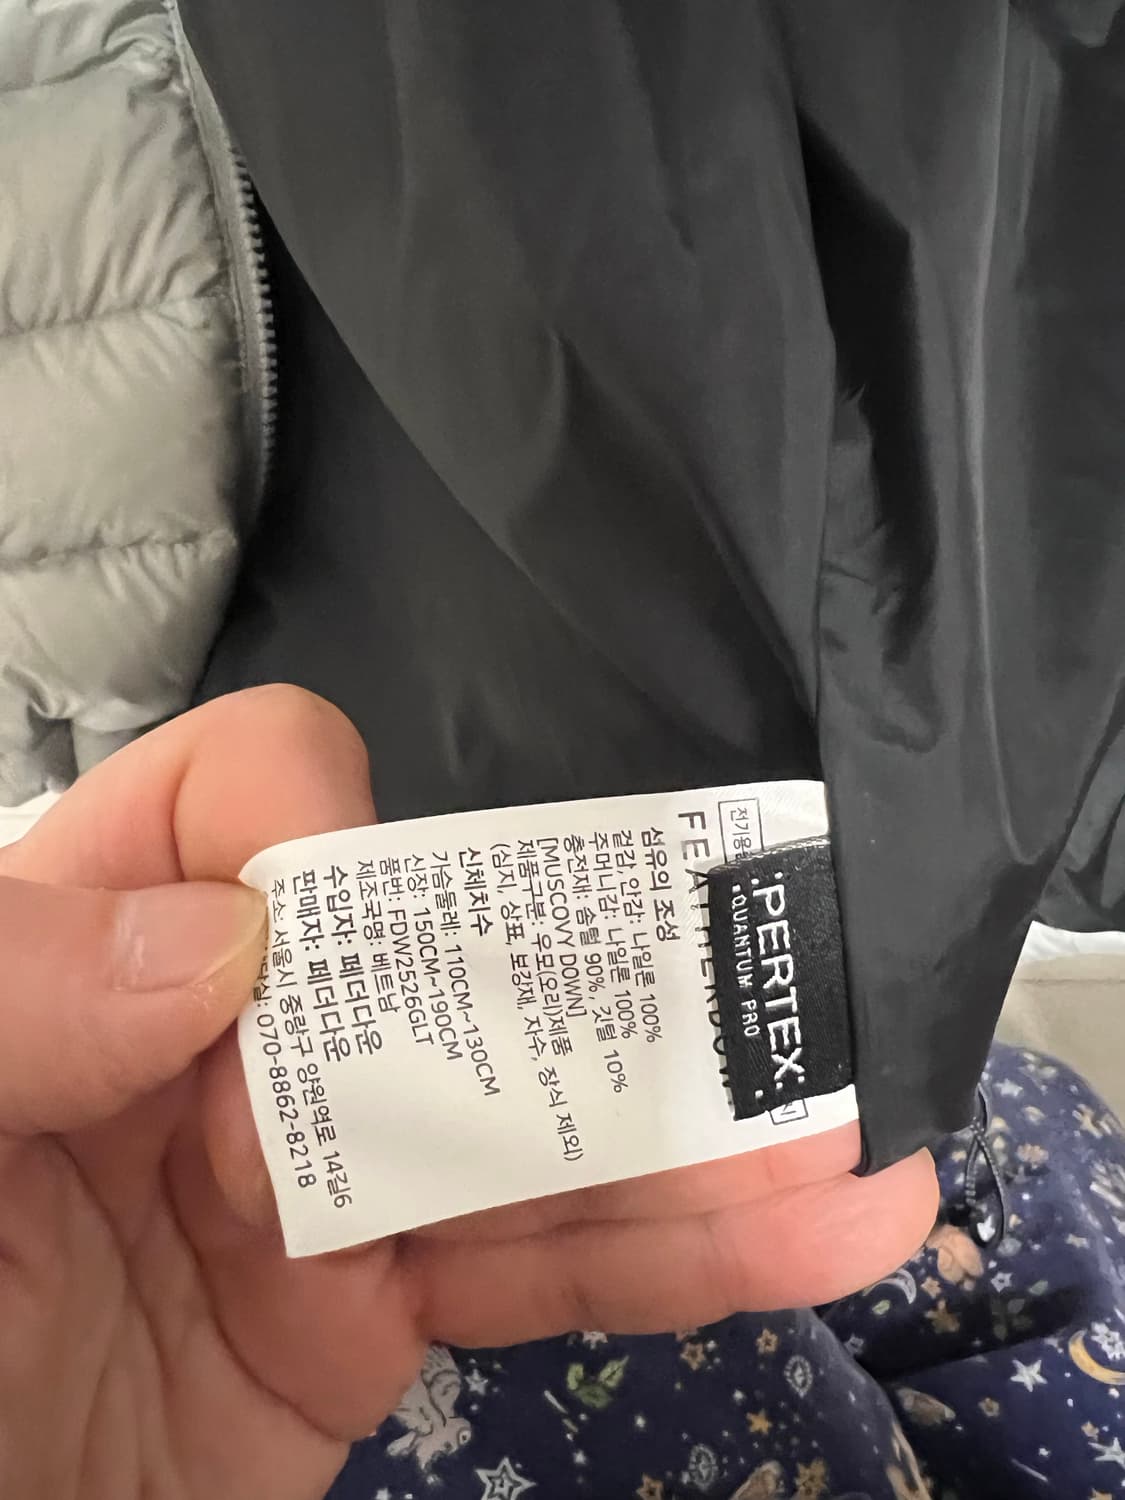 전기용
:PERTEX:
:QUANTUM PRO
섬유의 조성
겉감,안감: 나일론 100%
주머니감: 나일론 100%
충전재: 솜털 90%, 깃털 10%
[MUSCOVY DOWN]
제품구분: 우모(오리)제품
(심지, 상표, 보강재, 자수, 장식 제외)
신체치수
가슴둘레: 110CM~130CM
신장: 150CM~190CM
품번: FDW2526GLT
제조국명: 베트남
수입자: 페더다운
판매자: 페더다운
주소 서울시 중랑구 양원역로 14길6
070-8862-8218